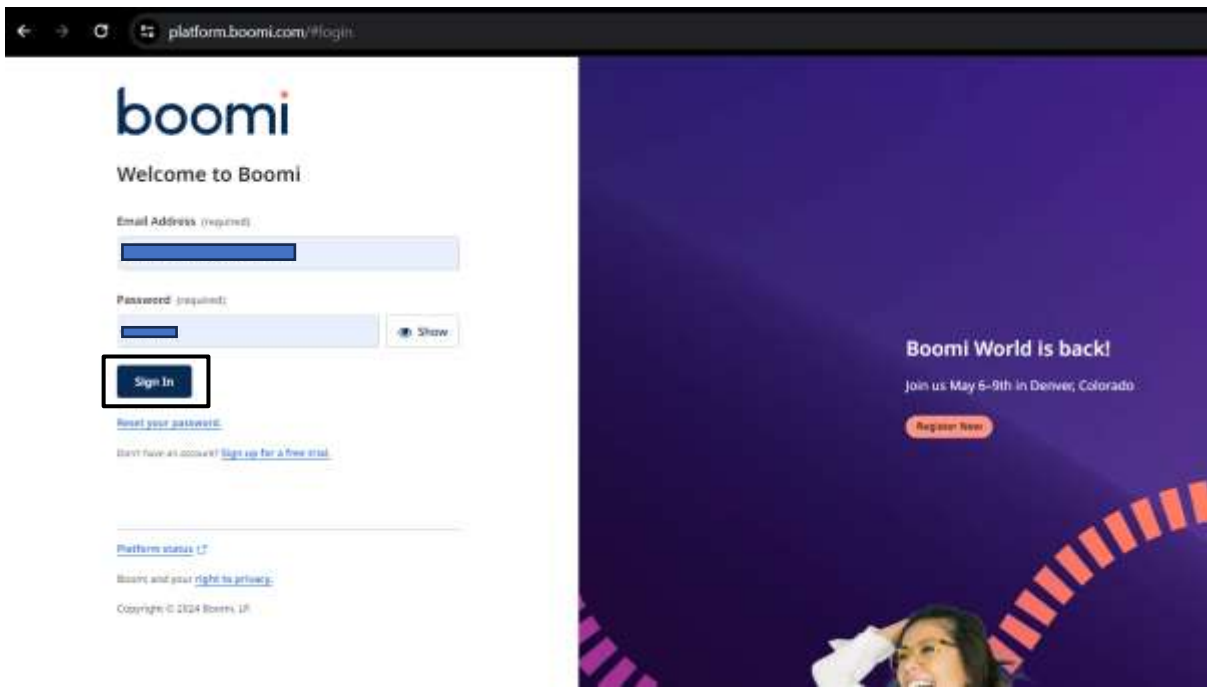 platform.boomi.com/#login
boomi
Welcome to Boomi
Email Address (required)
Password (required)
Show
Sign In
Reset your password.
Don't have an account? Sign up for a free trial.
Platform status
Boomi and your right to privacy.
Copyright © 2024 Boomi, LP.
Boomi World is back!
Join us May 6–9th in Denver, Colorado
Register Now